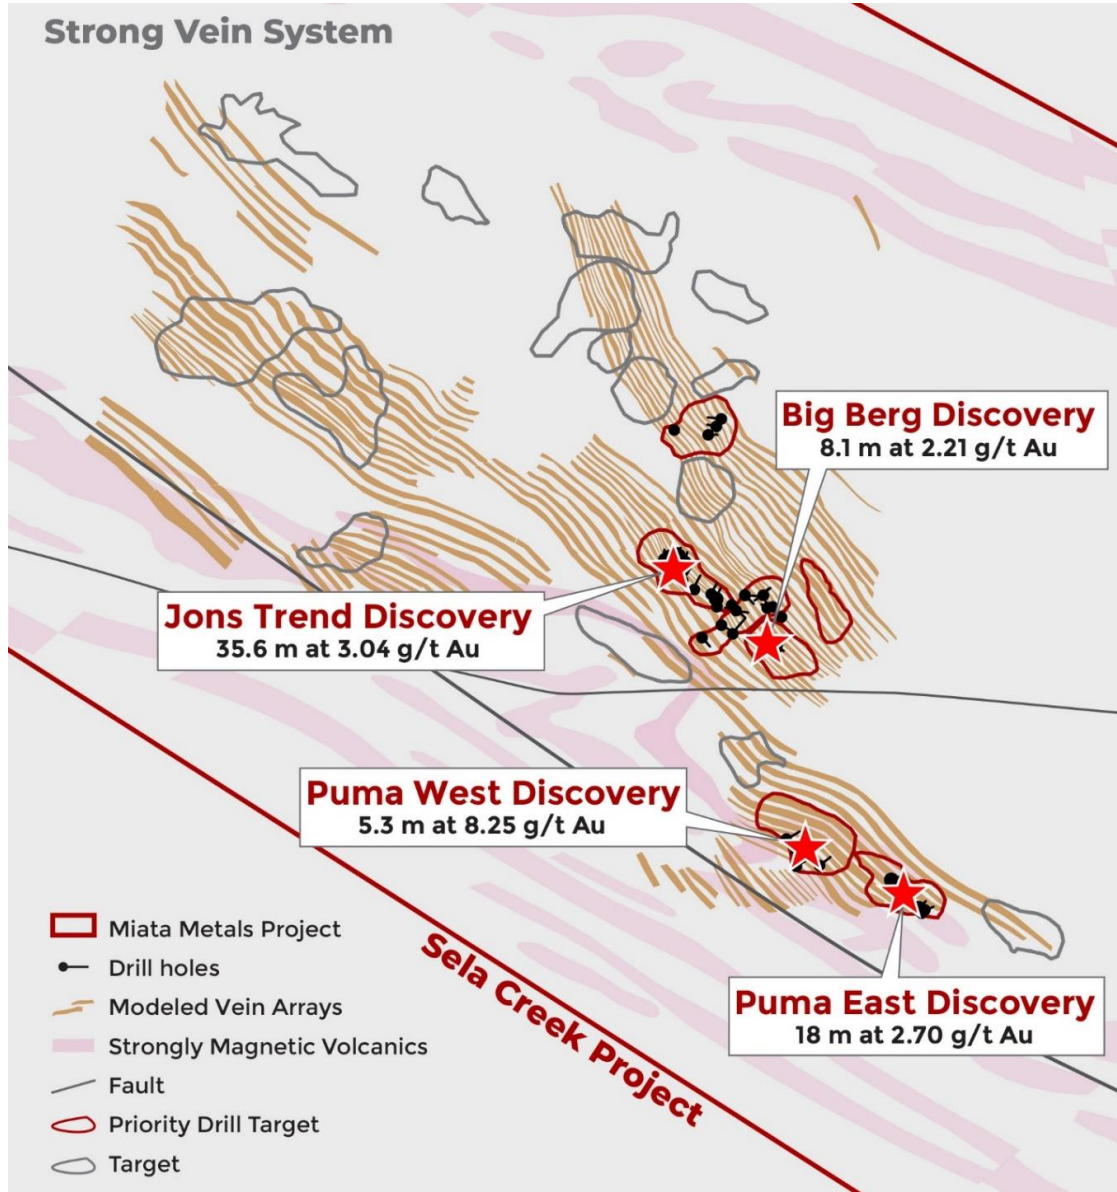 Strong Vein System
Big Berg Discovery
8.1 m at 2.21 g/t Au
Jons Trend Discovery
35.6 m at 3.04 g/t Au
Puma West Discovery
5.3 m at 8.25 g/t Au
Puma East Discovery
18 m at 2.70 g/t Au
Sela Creek Project
Miata Metals Project
Drill holes
Modeled Vein Arrays
Strongly Magnetic Volcanics
Fault
Priority Drill Target
Target